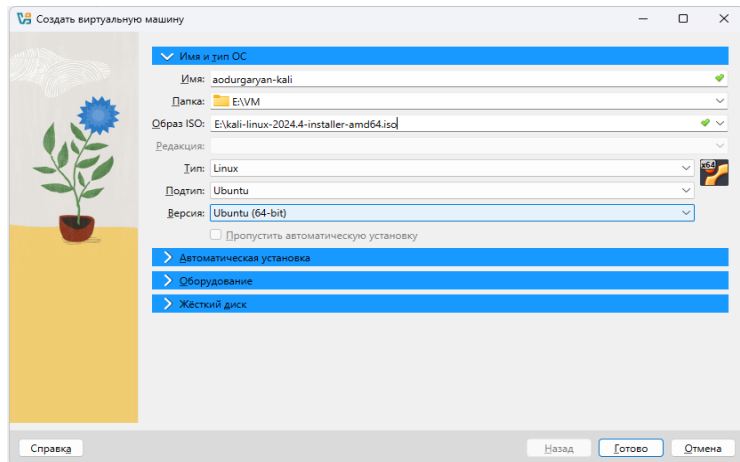 Создать виртуальную машину
Имя и тип ОС
Имя: aodurgaryan-kali
Папка: E:\VM
Образ ISO: E:\kali-linux-2024.4-installer-amd64.iso
Редакция:
Тип: Linux
x64
Подтип: Ubuntu
Версия: Ubuntu (64-bit)
Пропустить автоматическую установку
Автоматическая установка
Оборудование
Жёсткий диск
Справка Назад Готово Отмена